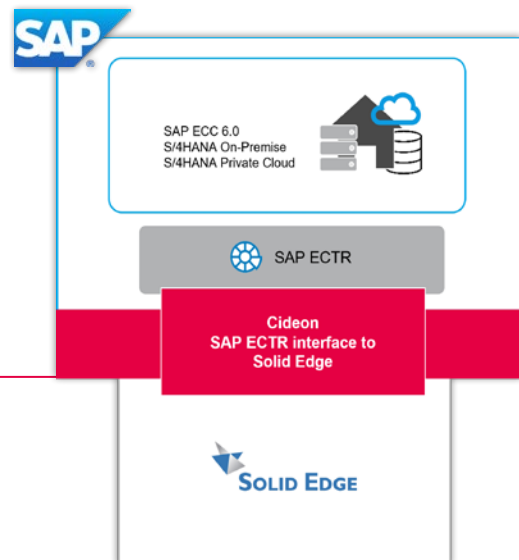 SAP
®
SAP ECC 6.0
S/4HANA On-Premise
S/4HANA Private Cloud
SAP ECTR
Cideon
SAP ECTR interface to
Solid Edge
SOLID EDGE